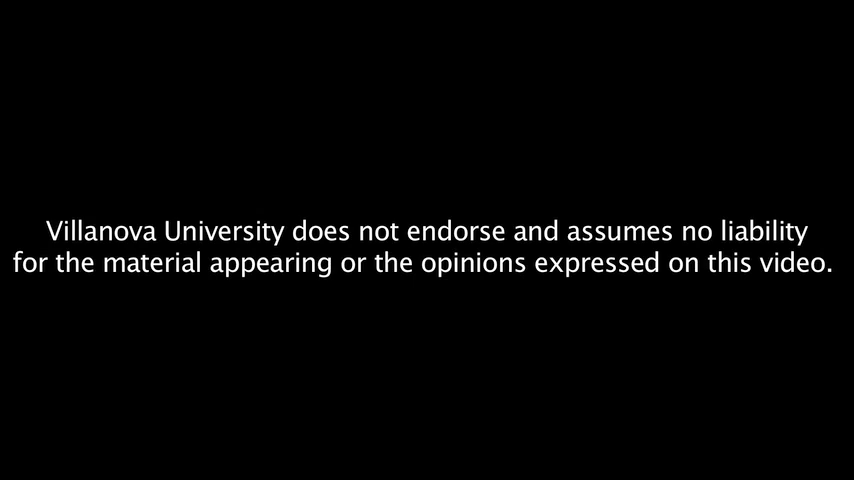 Villanova University does not endorse and assumes no liability
for the material appearing or the opinions expressed on this video.